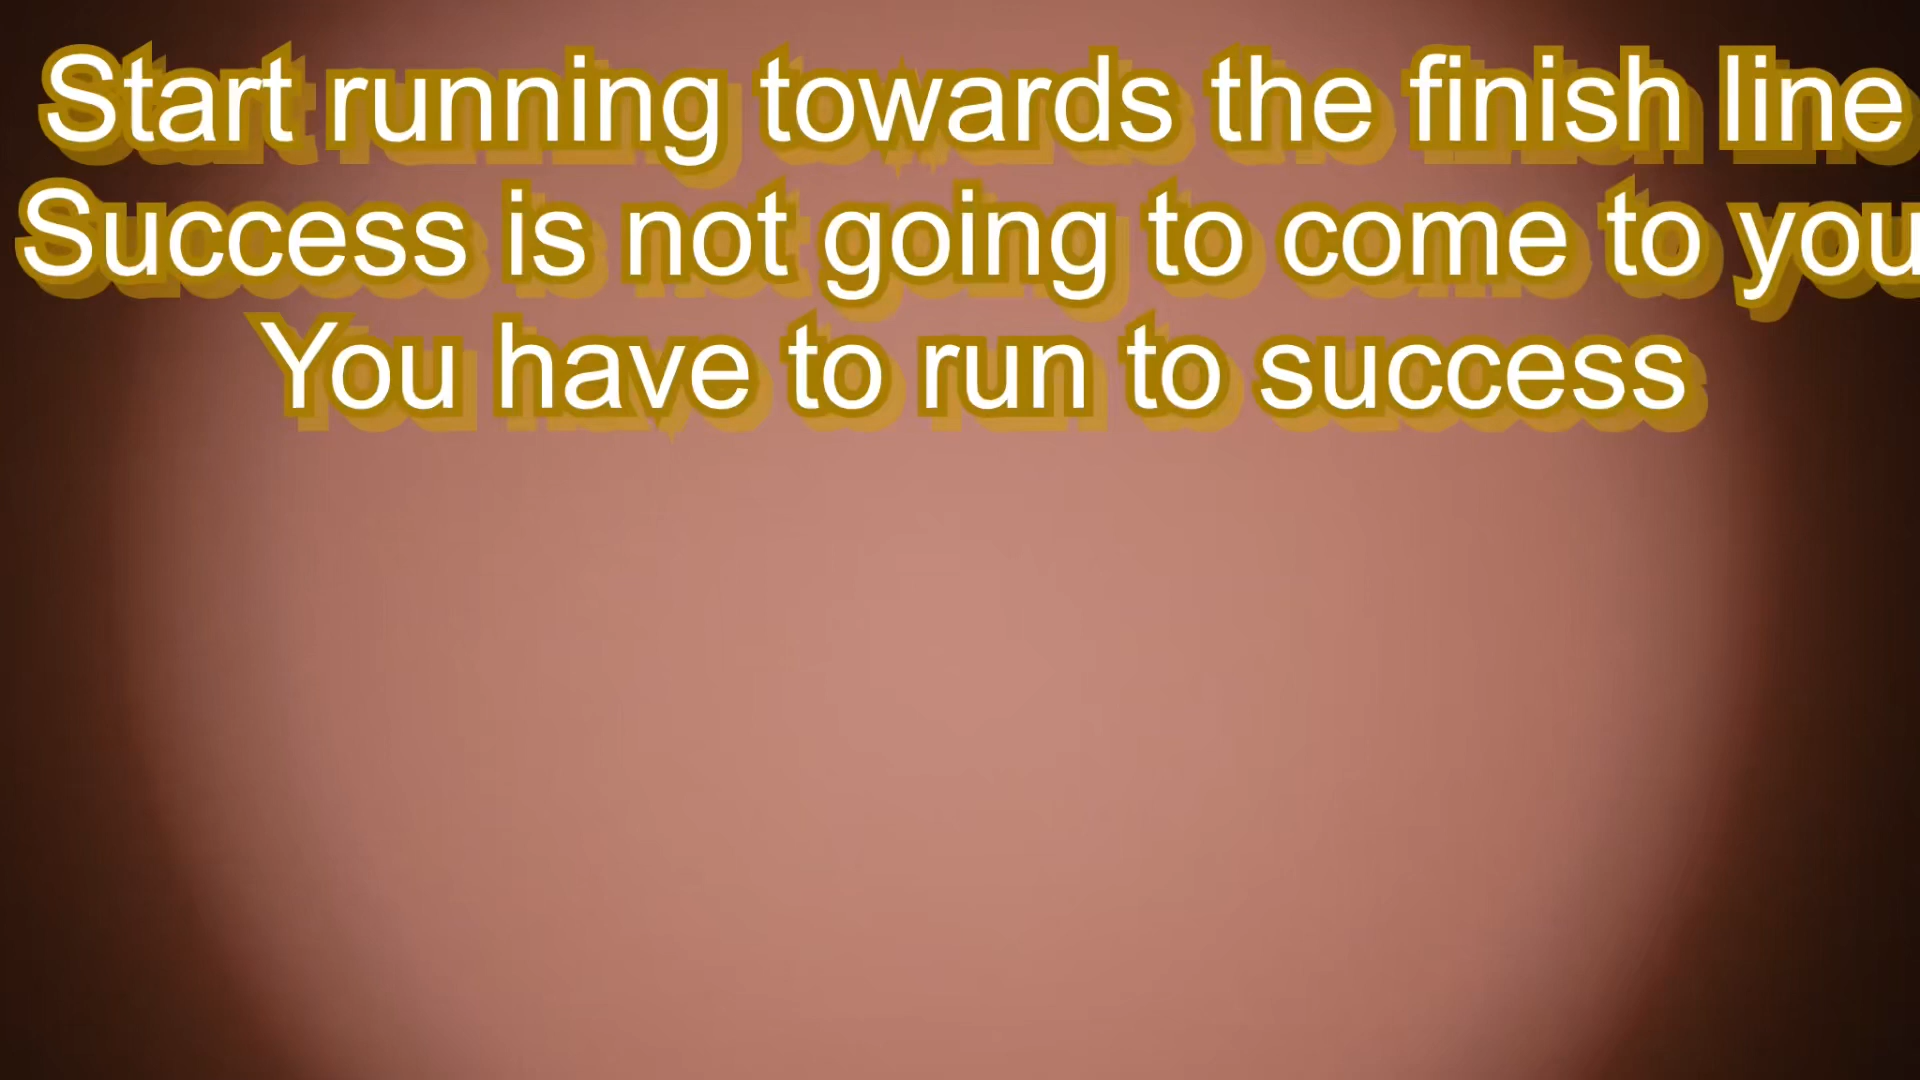 Start running towards the finish line
Success is not going to come to you
You have to run to success